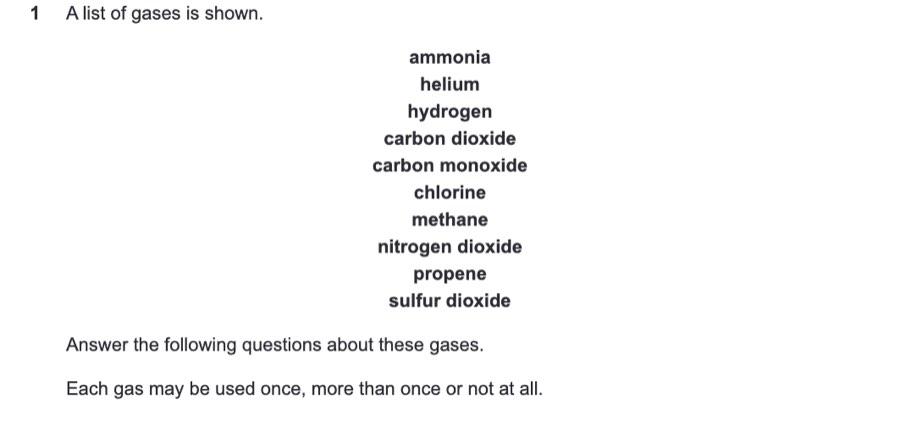 1 A list of gases is shown.
ammonia
helium
hydrogen
carbon dioxide
carbon monoxide
chlorine
methane
nitrogen dioxide
propene
sulfur dioxide
Answer the following questions about these gases.
Each gas may be used once, more than once or not at all.